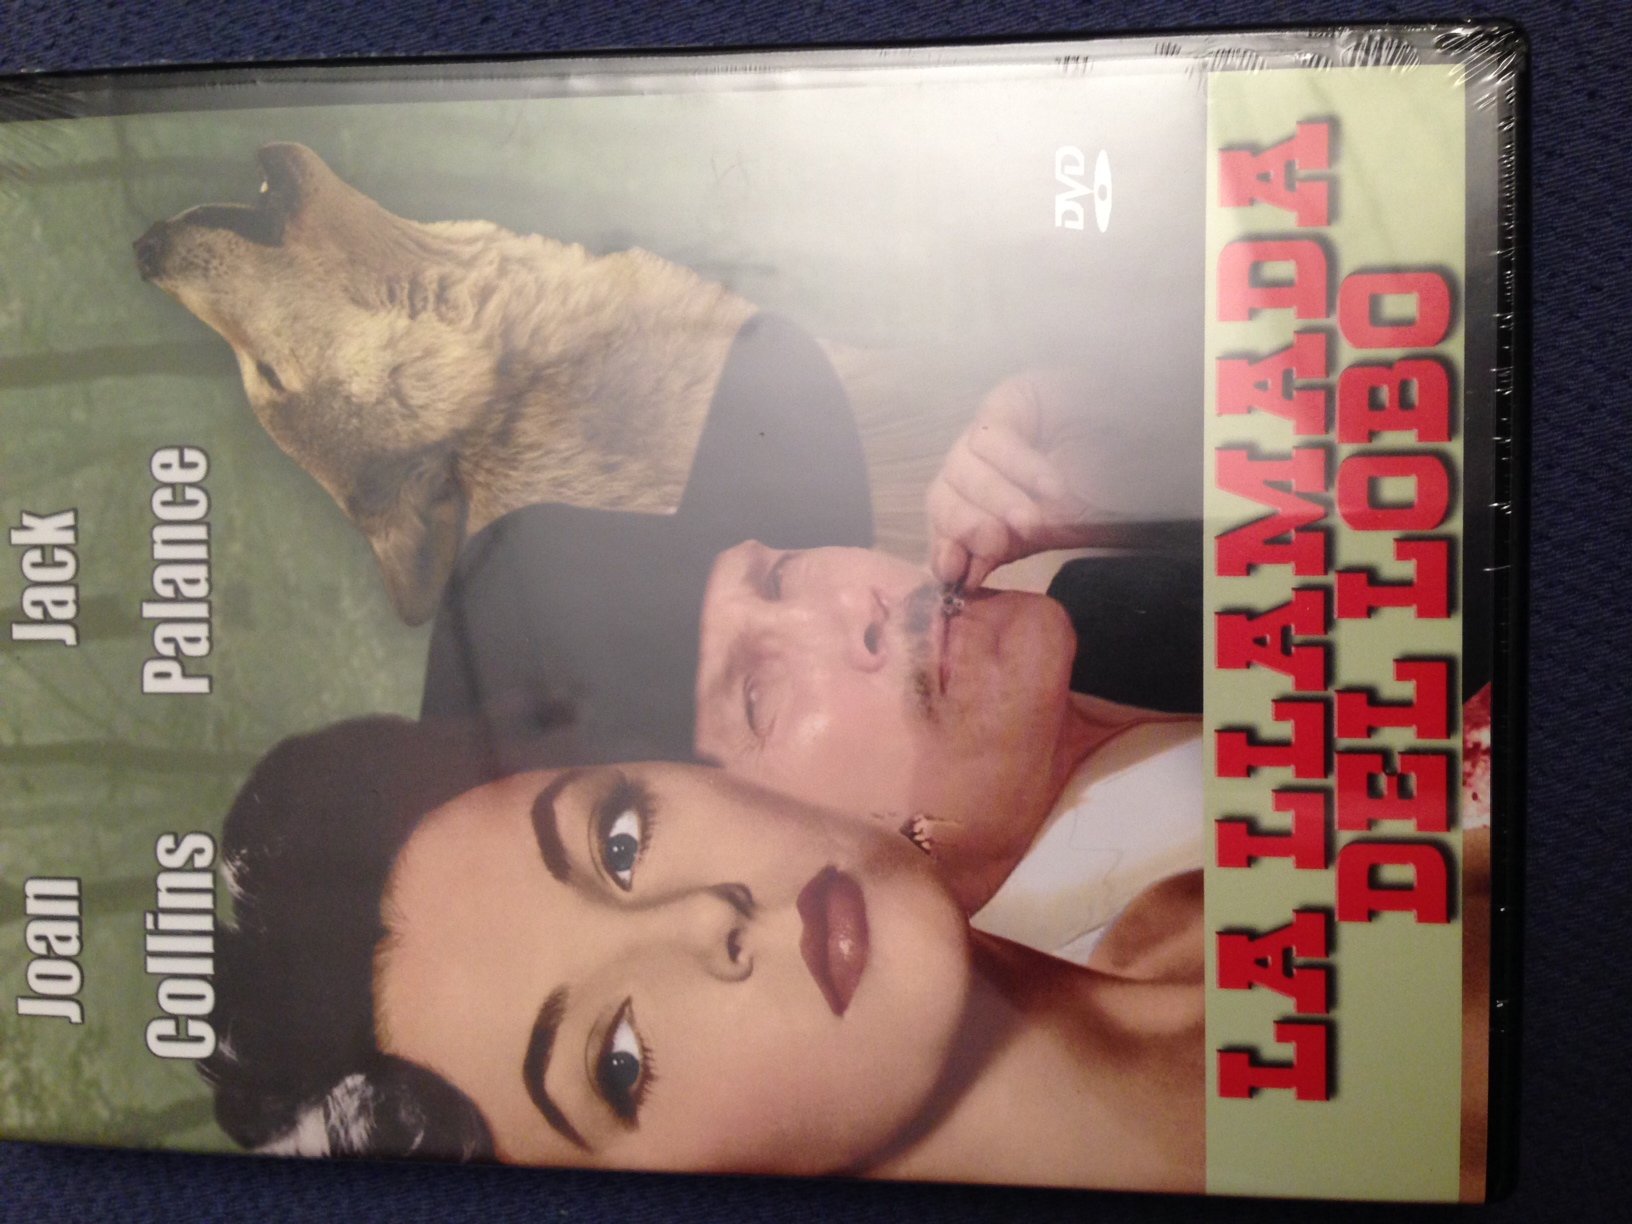 Joan Jack
Collins Palance
DVD
LA LLAMADA
DEL LOBO